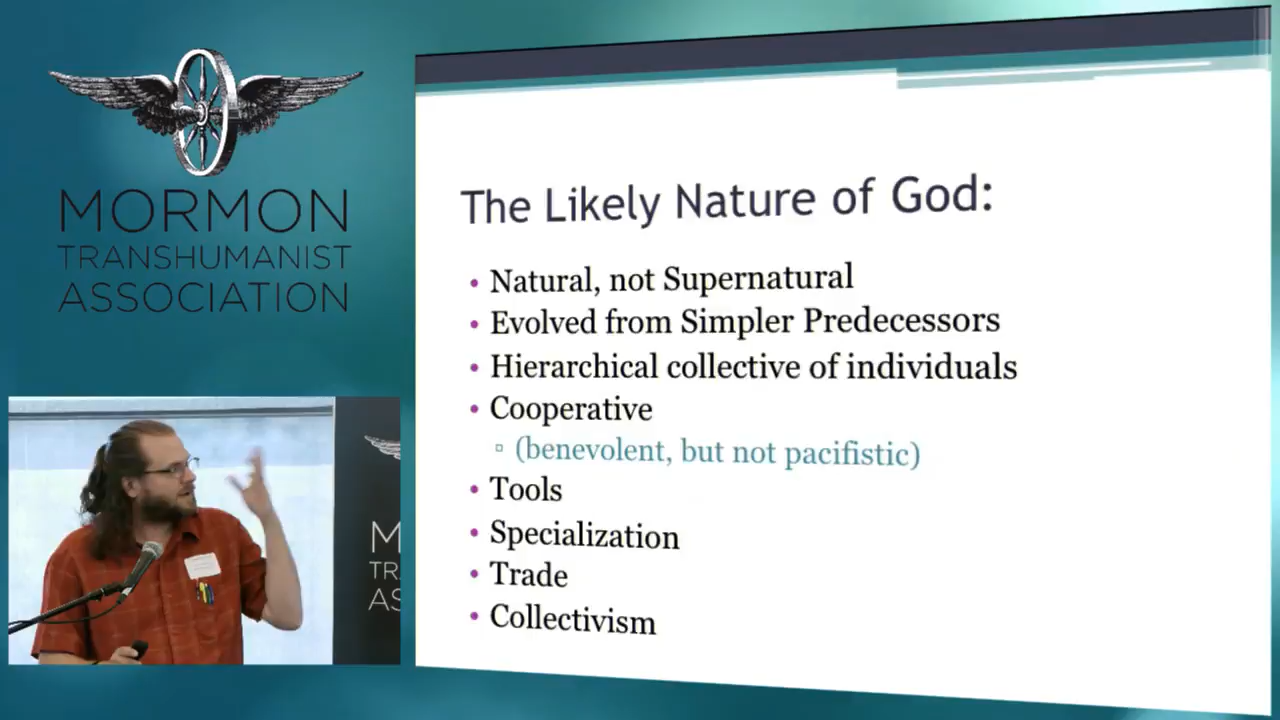 MORMON
TRANSHUMANIST
ASSOCIATION
The Likely Nature of God:
• Natural, not Supernatural
• Evolved from Simpler Predecessors
• Hierarchical collective of individuals
• Cooperative
▫ (benevolent, but not pacifistic)
• Tools
• Specialization
• Trade
• Collectivism
M
TR
AS